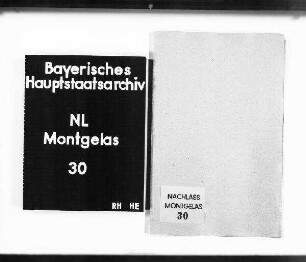 Bayerisches
Hauptstaatsarchiv
NL
Montgelas
30
RH HE
NACHLASS
MONTGELAS
30